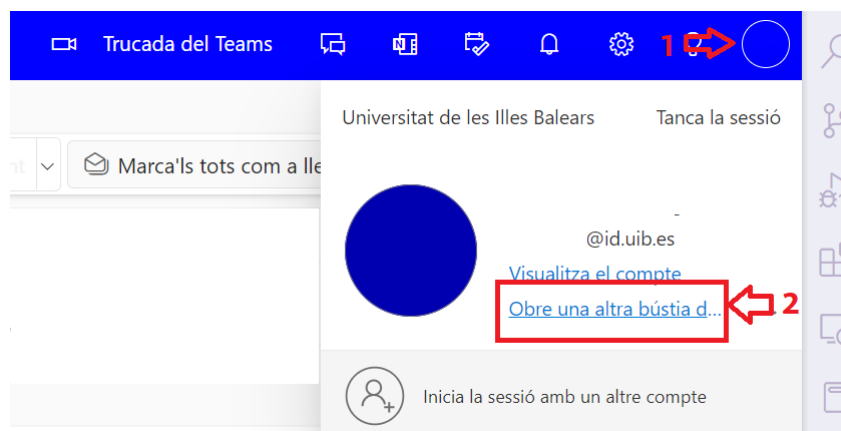 Trucada del Teams
1
Universitat de les Illes Balears
Tanca la sessió
Marca'ls tots com a lle
-
@id.uib.es
Visualitza el compte
Obre una altra bústia d...
2
Inicia la sessió amb un altre compte